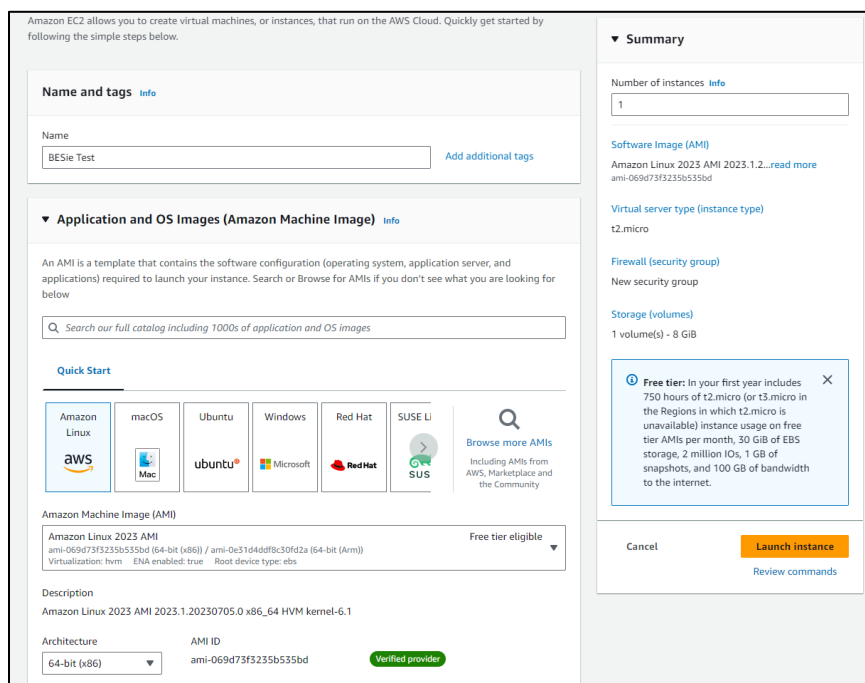 Amazon EC2 allows you to create virtual machines, or instances, that run on the AWS Cloud. Quickly get started by
following the simple steps below.
Name and tags Info
Name
BESie Test
Add additional tags
▼ Application and OS Images (Amazon Machine Image) Info
An AMI is a template that contains the software configuration (operating system, application server, and
applications) required to launch your instance. Search or Browse for AMIs if you don't see what you are looking for
below
Search our full catalog including 1000s of application and OS images
Quick Start
Amazon
Linux
aws
macOS
Mac
Ubuntu
ubuntu®
Windows
Microsoft
Red Hat
Red Hat
SUSE Li
SUS
Browse more AMIs
Including AMIs from
AWS, Marketplace and
the Community
Amazon Machine Image (AMI)
Amazon Linux 2023 AMI
Free tier eligible
ami-069d73f3235b535bd (64-bit (x86)) / ami-0e31d4ddf8c30fd2a (64-bit (Arm))
Virtualization: hvm ENA enabled: true Root device type: ebs
Description
Amazon Linux 2023 AMI 2023.1.20230705.0 x86_64 HVM kernel-6.1
Architecture
64-bit (x86)
AMI ID
ami-069d73f3235b535bd
Verified provider
▼ Summary
Number of instances Info
1
Software Image (AMI)
Amazon Linux 2023 AMI 2023.1.2...read more
ami-069d73f3235b535bd
Virtual server type (instance type)
t2.micro
Firewall (security group)
New security group
Storage (volumes)
1 volume(s) - 8 GiB
Free tier: In your first year includes
750 hours of t2.micro (or t3.micro in
the Regions in which t2.micro is
unavailable) instance usage on free
tier AMIs per month, 30 GiB of EBS
storage, 2 million IOs, 1 GB of
snapshots, and 100 GB of bandwidth
to the internet.
Cancel
Launch instance
Review commands